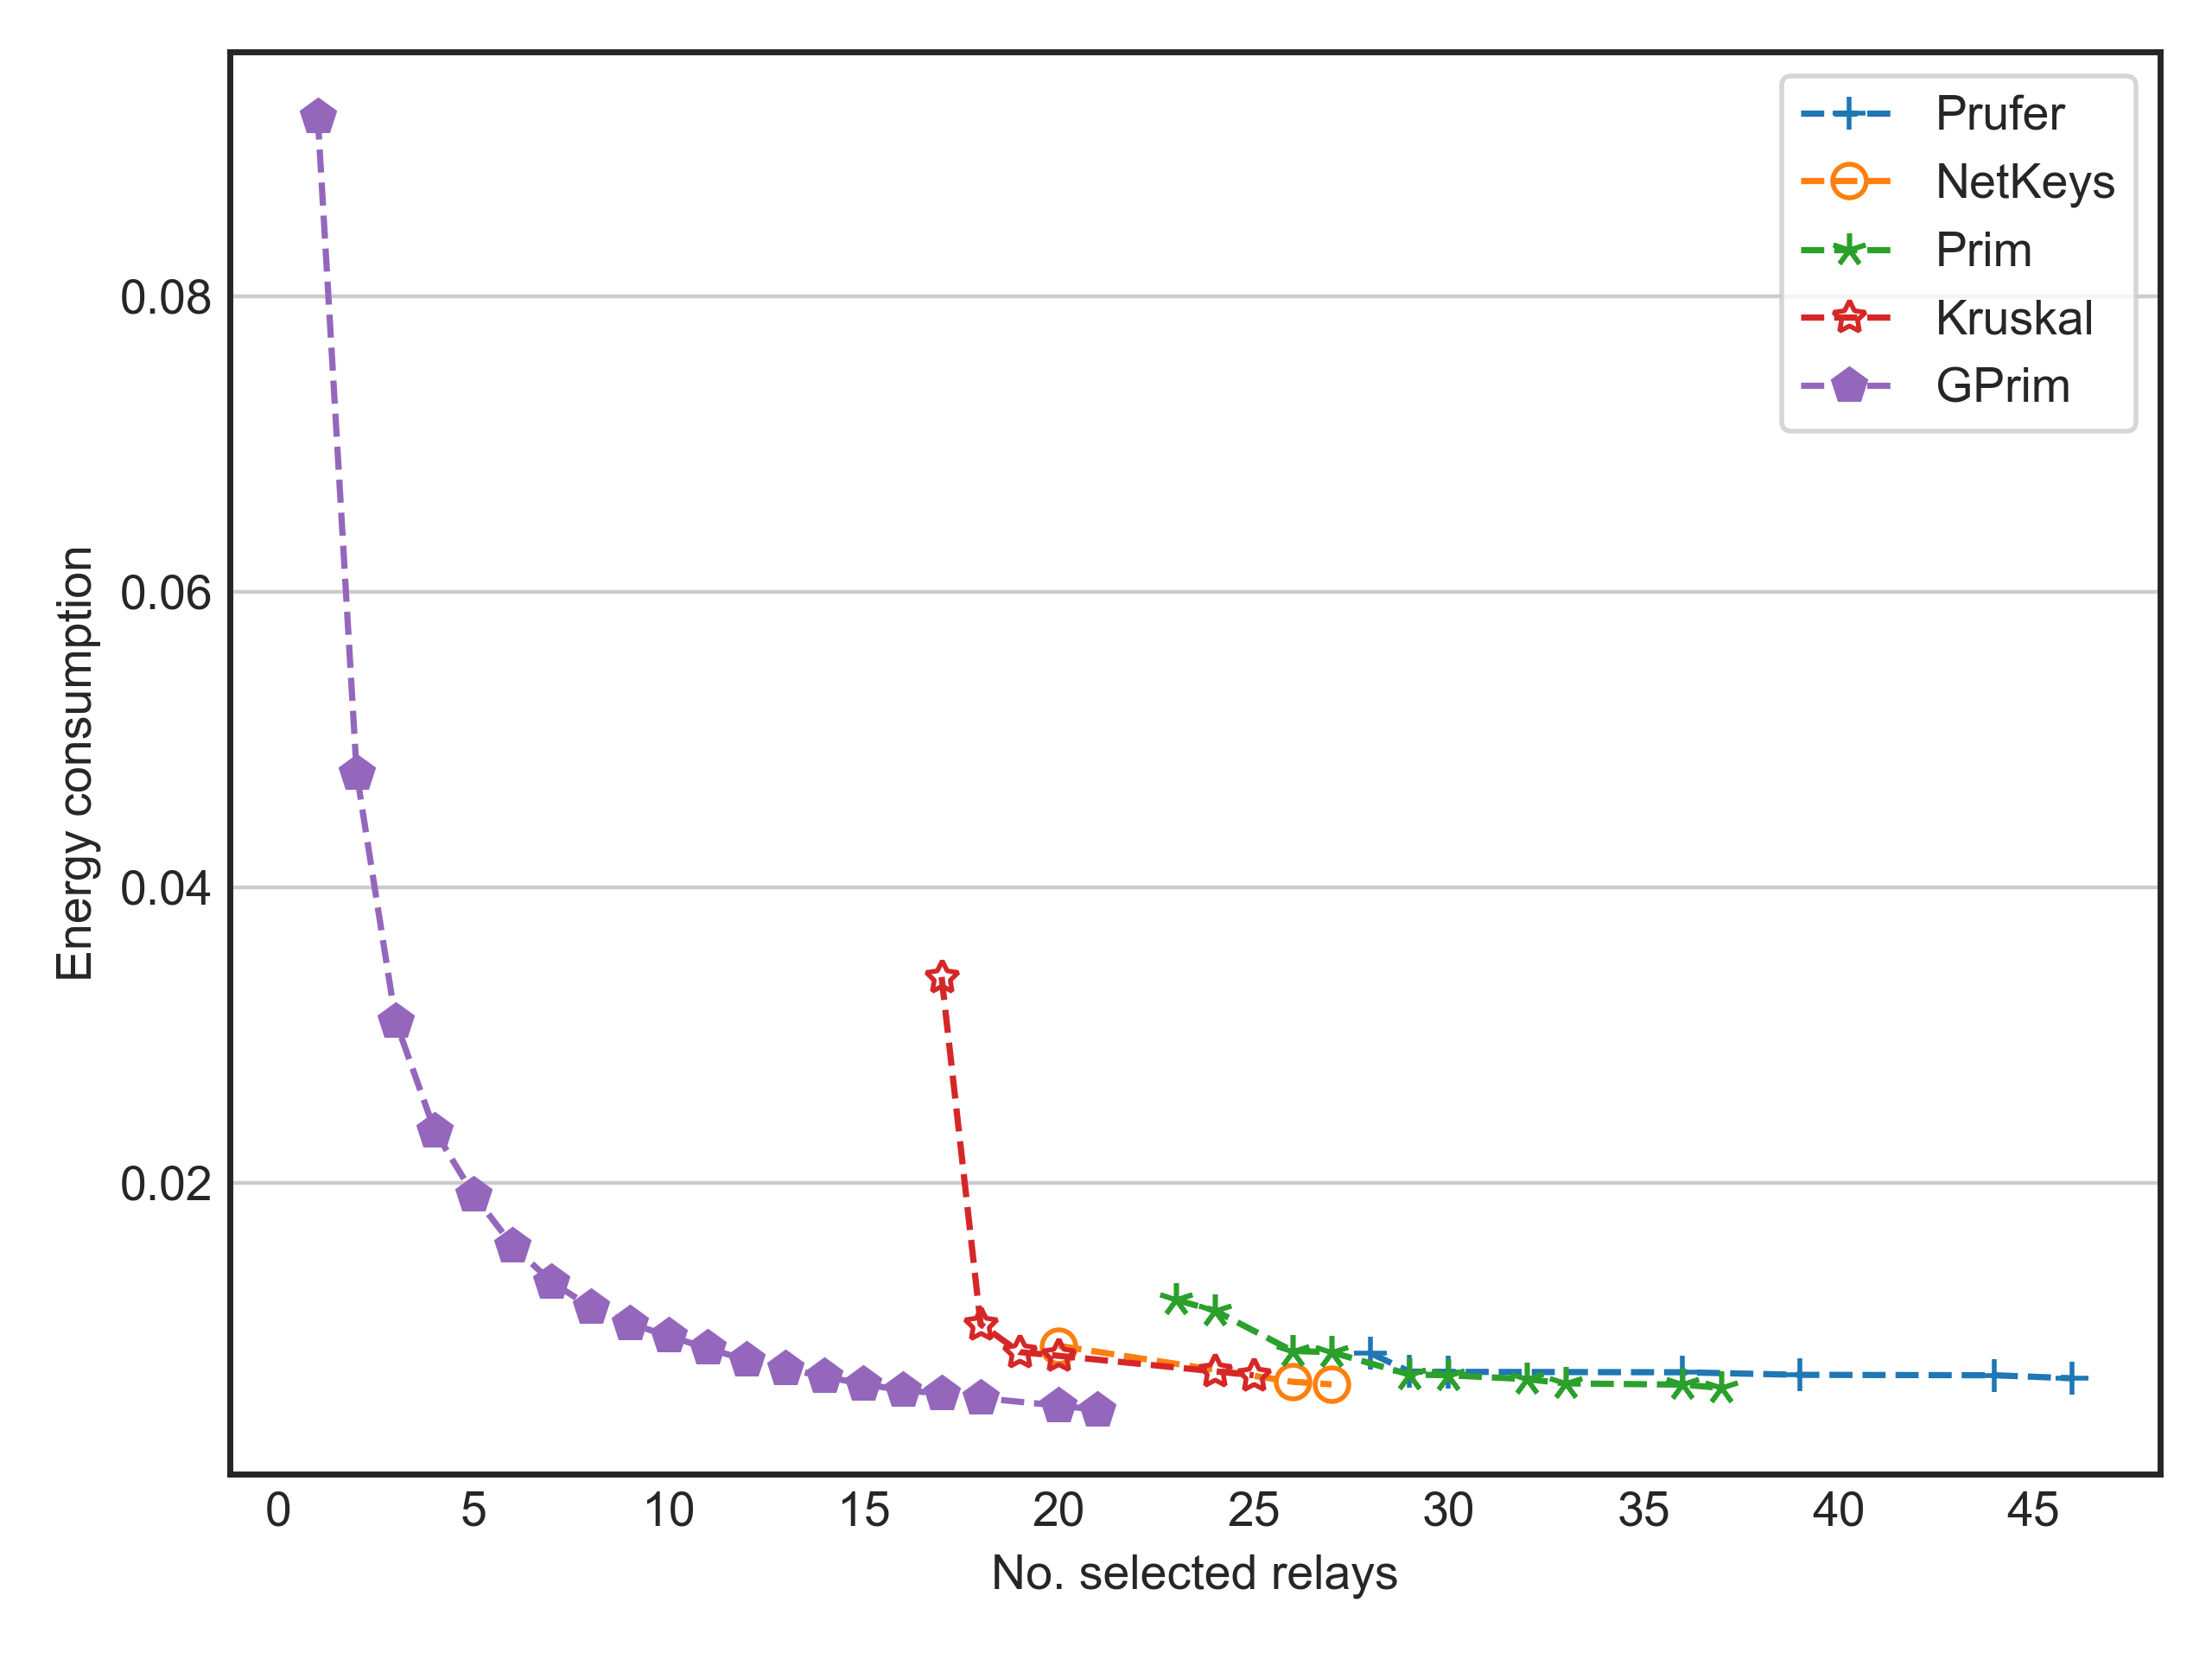 Prufer
NetKeys
Prim
Kruskal
GPrim
Energy consumption
0.08
0.06
0.04
0.02
0 5 10 15 20 25 30 35 40 45
No. selected relays